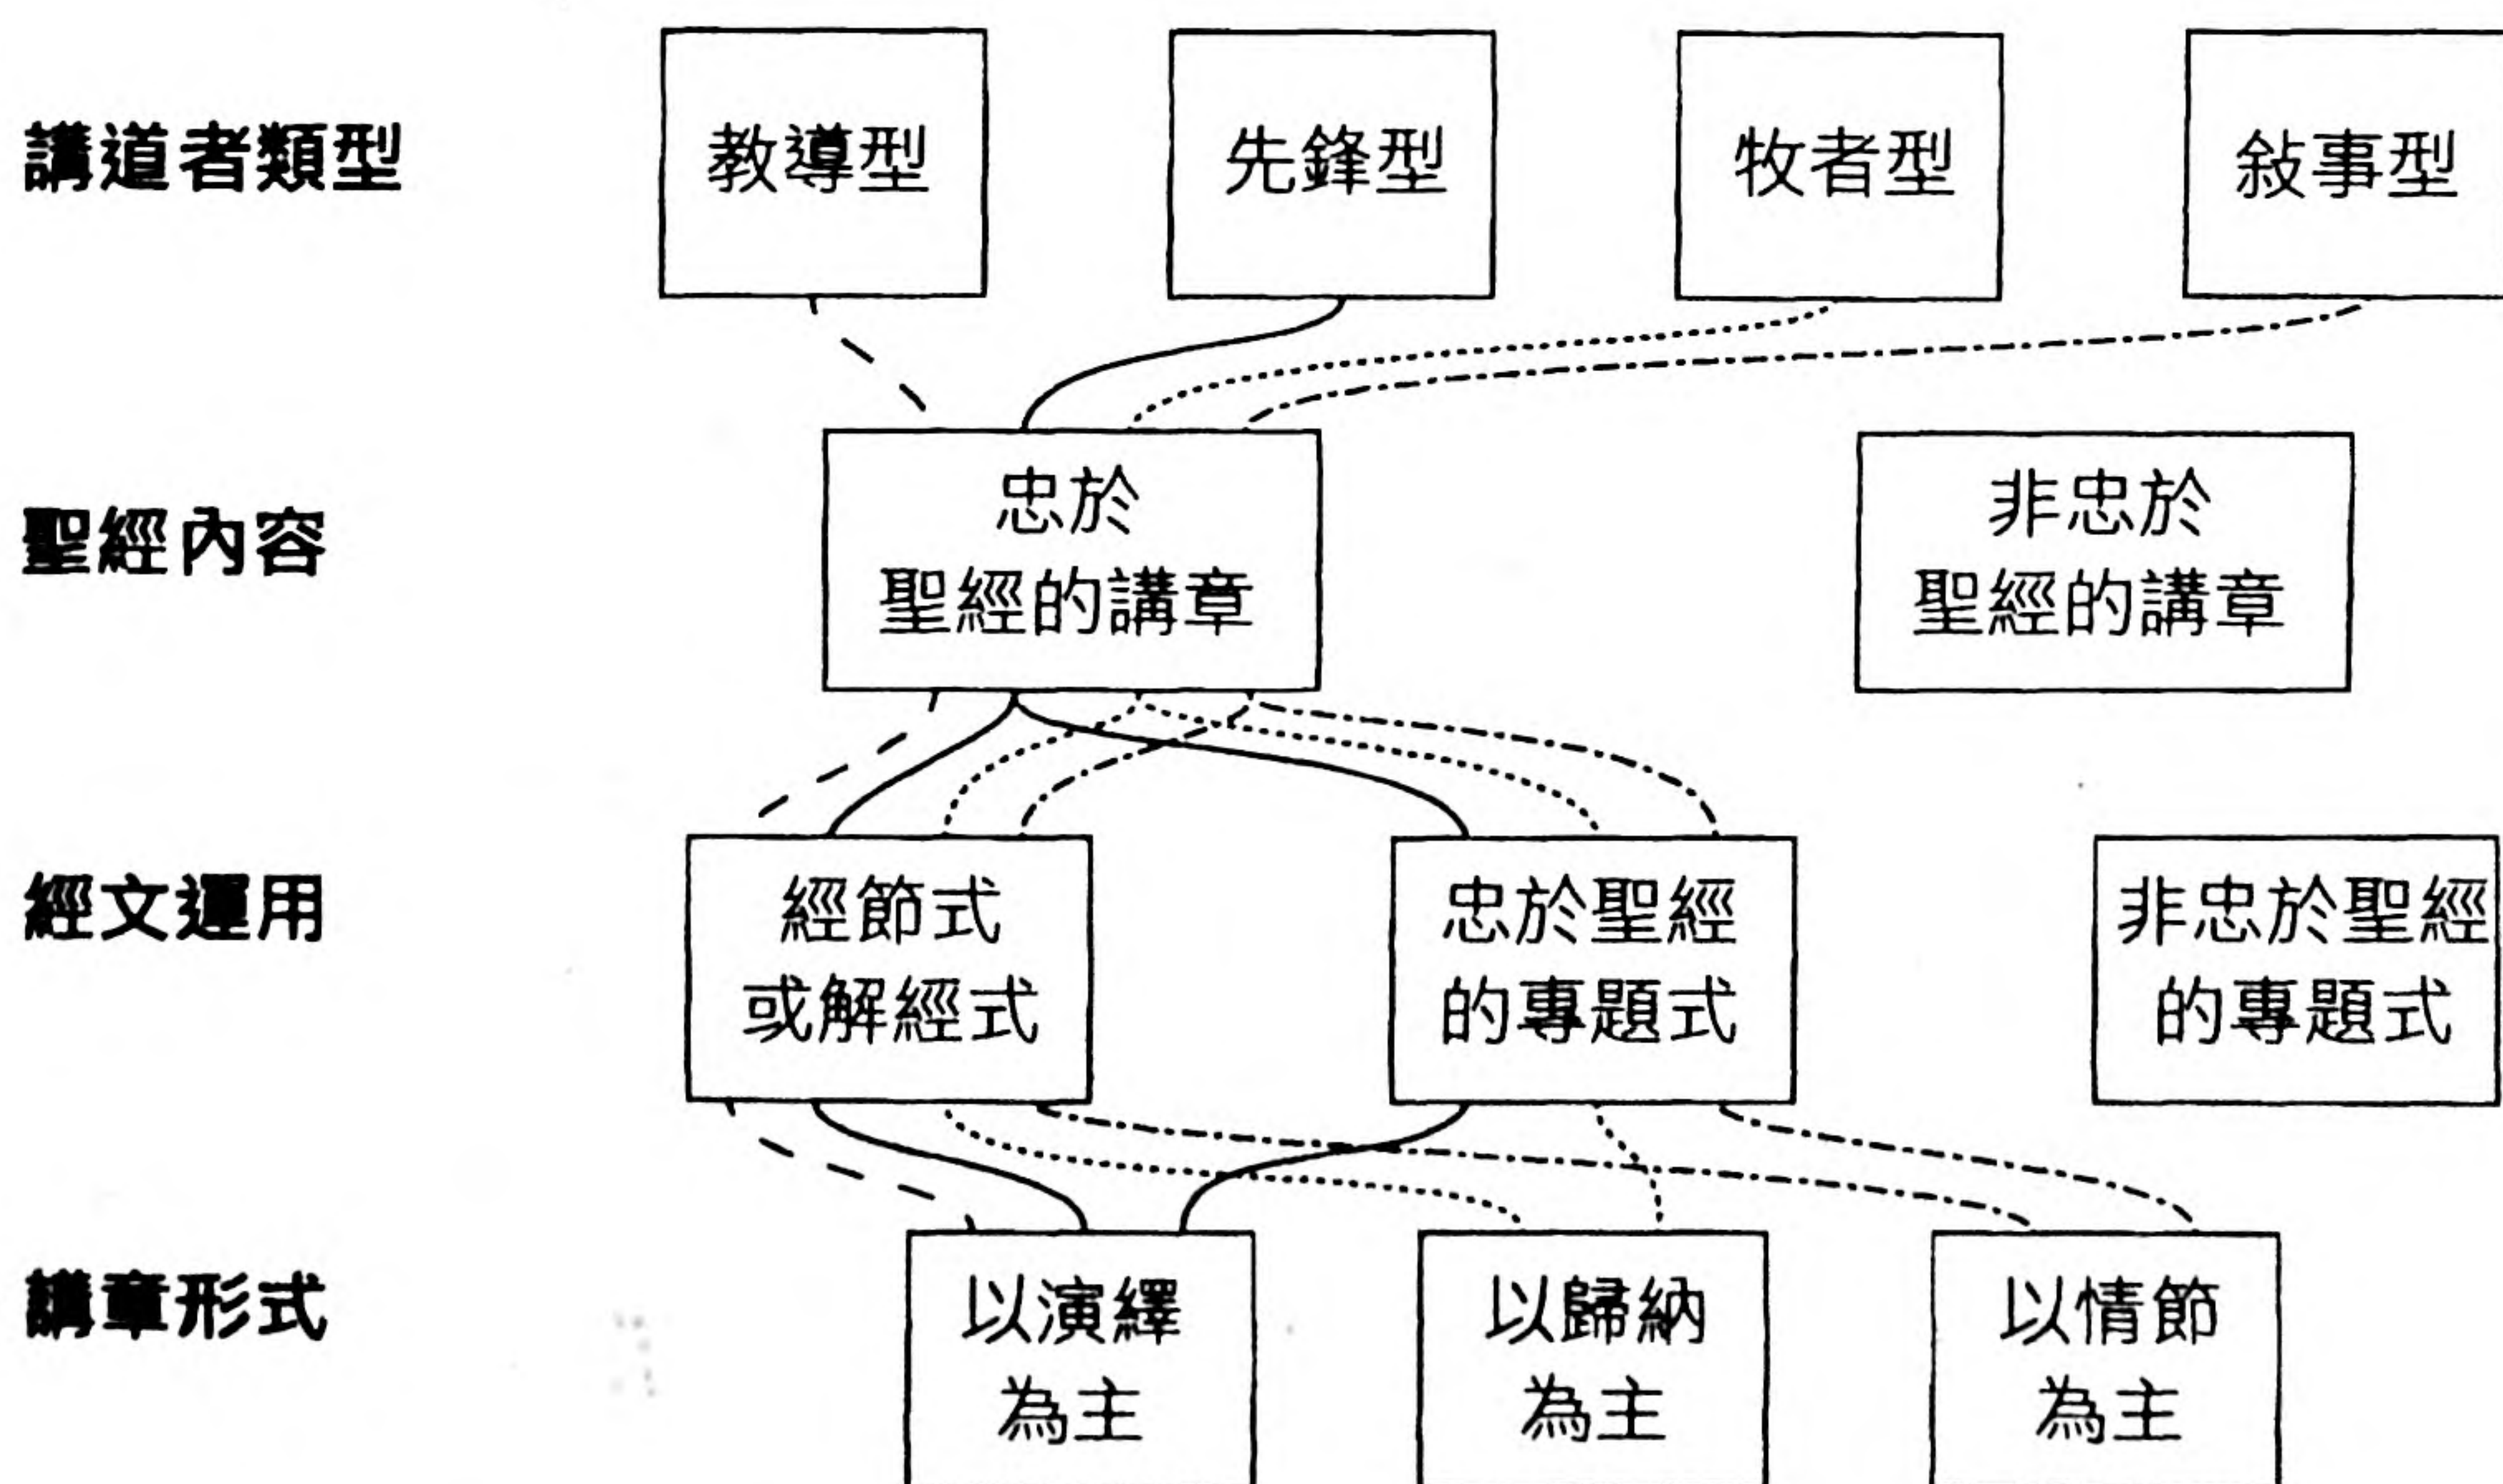 講道者類型
教導型
先鋒型
牧者型
敍事型
聖經內容
忠於
聖經的講章
非忠於
聖經的講章
經文運用
經節式
或解經式
忠於聖經
的專題式
非忠於聖經
的專題式
講章形式
以演繹
為主
以歸納
為主
以情節
為主